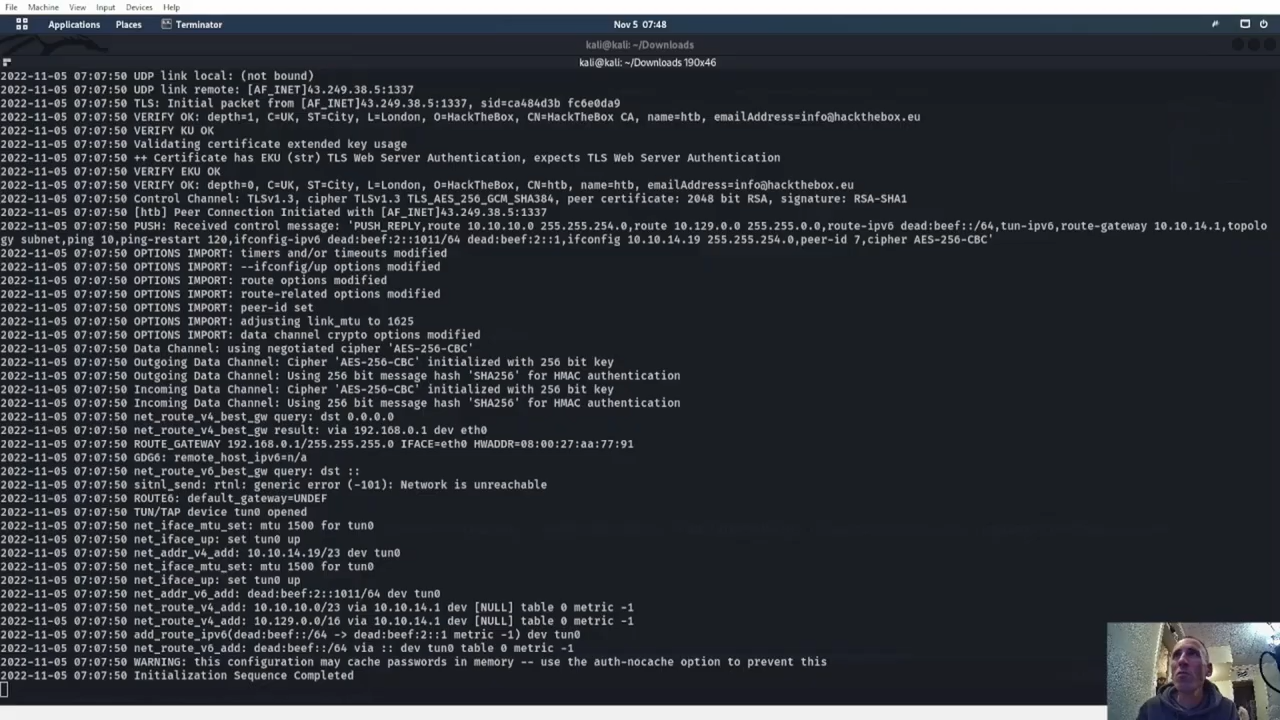 File Machine View Input Devices Help
Applications Places Terminator Nov 5 07:48
kali@kali: ~/Downloads
kali@kali: ~/Downloads 190x46
2022-11-05 07:07:50 UDP link local: (not bound)
2022-11-05 07:07:50 UDP link remote: [AF_INET]43.249.38.5:1337
2022-11-05 07:07:50 TLS: Initial packet from [AF_INET]43.249.38.5:1337, sid=ca484d3b fc6e0da9
2022-11-05 07:07:50 VERIFY OK: depth=1, C=UK, ST=City, L=London, O=HackTheBox, CN=HackTheBox CA, name=htb, emailAddress=info@hackthebox.eu
2022-11-05 07:07:50 VERIFY KU OK
2022-11-05 07:07:50 Validating certificate extended key usage
2022-11-05 07:07:50 ++ Certificate has EKU (str) TLS Web Server Authentication, expects TLS Web Server Authentication
2022-11-05 07:07:50 VERIFY EKU OK
2022-11-05 07:07:50 VERIFY OK: depth=0, C=UK, ST=City, L=London, O=HackTheBox, CN=htb, name=htb, emailAddress=info@hackthebox.eu
2022-11-05 07:07:50 Control Channel: TLSv1.3, cipher TLSv1.3 TLS_AES_256_GCM_SHA384, peer certificate: 2048 bit RSA, signature: RSA-SHA1
2022-11-05 07:07:50 [htb] Peer Connection Initiated with [AF_INET]43.249.38.5:1337
2022-11-05 07:07:50 PUSH: Received control message: 'PUSH_REPLY,route 10.10.10.0 255.255.254.0,route 10.129.0.0 255.255.0.0,route-ipv6 dead:beef::/64,tun-ipv6,route-gateway 10.10.14.1,topolo
gy subnet,ping 10,ping-restart 120,ifconfig-ipv6 dead:beef:2::1011/64 dead:beef:2::1,ifconfig 10.10.14.19 255.255.254.0,peer-id 7,cipher AES-256-CBC'
2022-11-05 07:07:50 OPTIONS IMPORT: timers and/or timeouts modified
2022-11-05 07:07:50 OPTIONS IMPORT: --ifconfig/up options modified
2022-11-05 07:07:50 OPTIONS IMPORT: route options modified
2022-11-05 07:07:50 OPTIONS IMPORT: route-related options modified
2022-11-05 07:07:50 OPTIONS IMPORT: peer-id set
2022-11-05 07:07:50 OPTIONS IMPORT: adjusting link_mtu to 1625
2022-11-05 07:07:50 OPTIONS IMPORT: data channel crypto options modified
2022-11-05 07:07:50 Data Channel: using negotiated cipher 'AES-256-CBC'
2022-11-05 07:07:50 Outgoing Data Channel: Cipher 'AES-256-CBC' initialized with 256 bit key
2022-11-05 07:07:50 Outgoing Data Channel: Using 256 bit message hash 'SHA256' for HMAC authentication
2022-11-05 07:07:50 Incoming Data Channel: Cipher 'AES-256-CBC' initialized with 256 bit key
2022-11-05 07:07:50 Incoming Data Channel: Using 256 bit message hash 'SHA256' for HMAC authentication
2022-11-05 07:07:50 net_route_v4_best_gw query: dst 0.0.0.0
2022-11-05 07:07:50 net_route_v4_best_gw result: via 192.168.0.1 dev eth0
2022-11-05 07:07:50 ROUTE_GATEWAY 192.168.0.1/255.255.255.0 IFACE=eth0 HWADDR=08:00:27:aa:77:91
2022-11-05 07:07:50 GDG6: remote_host_ipv6=n/a
2022-11-05 07:07:50 net_route_v6_best_gw query: dst ::
2022-11-05 07:07:50 sitnl_send: rtnl: generic error (-101): Network is unreachable
2022-11-05 07:07:50 ROUTE6: default_gateway=UNDEF
2022-11-05 07:07:50 TUN/TAP device tun0 opened
2022-11-05 07:07:50 net_iface_mtu_set: mtu 1500 for tun0
2022-11-05 07:07:50 net_iface_up: set tun0 up
2022-11-05 07:07:50 net_addr_v4_add: 10.10.14.19/23 dev tun0
2022-11-05 07:07:50 net_iface_mtu_set: mtu 1500 for tun0
2022-11-05 07:07:50 net_iface_up: set tun0 up
2022-11-05 07:07:50 net_addr_v6_add: dead:beef:2::1011/64 dev tun0
2022-11-05 07:07:50 net_route_v4_add: 10.10.10.0/23 via 10.10.14.1 dev [NULL] table 0 metric -1
2022-11-05 07:07:50 net_route_v4_add: 10.129.0.0/16 via 10.10.14.1 dev [NULL] table 0 metric -1
2022-11-05 07:07:50 add_route_ipv6(dead:beef::/64 -> dead:beef:2::1 metric -1) dev tun0
2022-11-05 07:07:50 net_route_v6_add: dead:beef::/64 via :: dev tun0 table 0 metric -1
2022-11-05 07:07:50 WARNING: this configuration may cache passwords in memory -- use the auth-nocache option to prevent this
2022-11-05 07:07:50 Initialization Sequence Completed